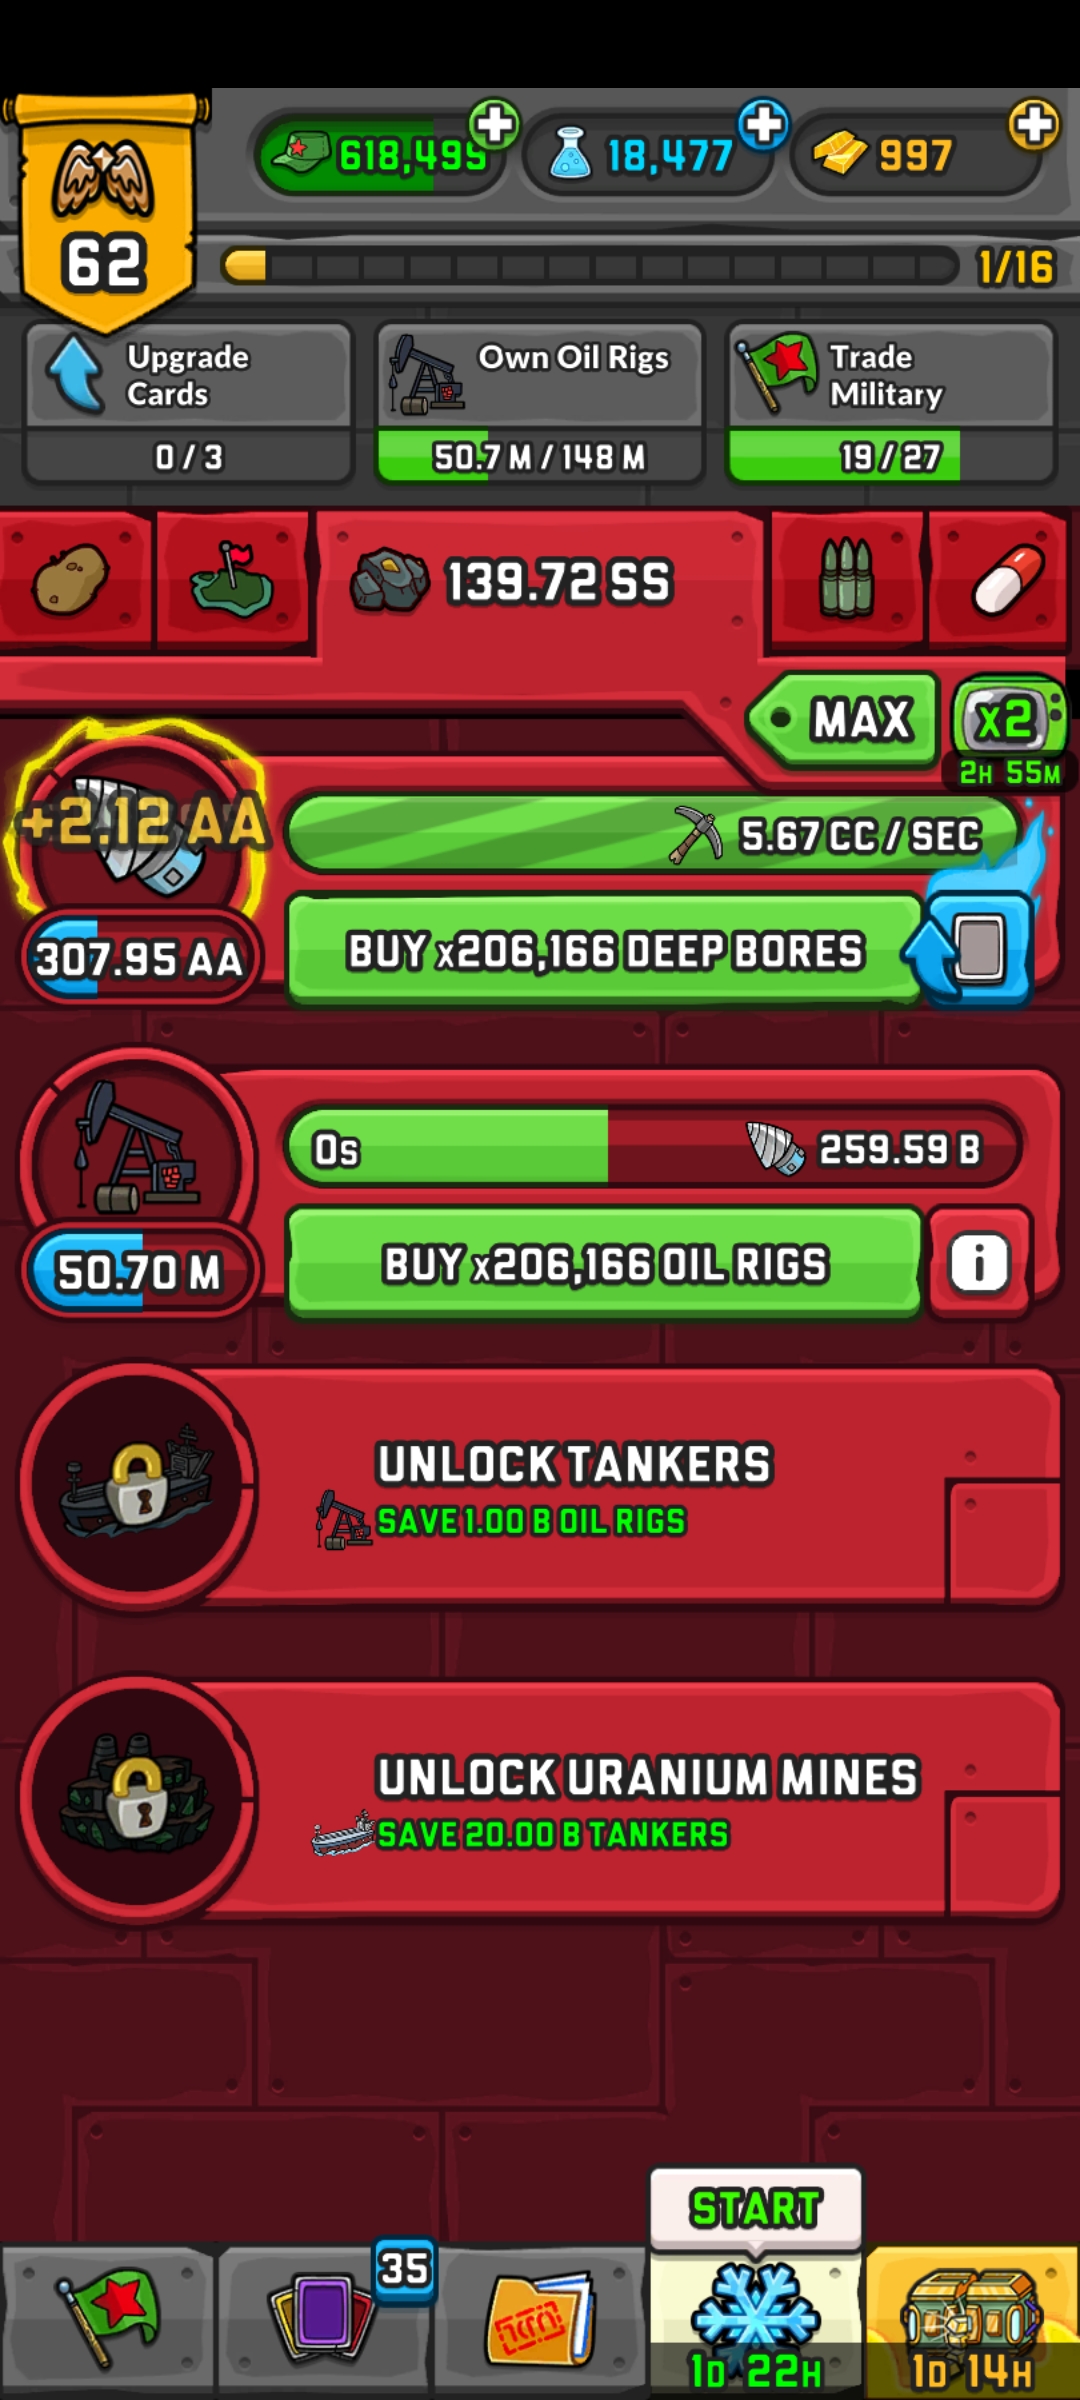 618,499
18,477
997
62
1/16
Upgrade
Cards
0 / 3
Own Oil Rigs
50.7 M / 148 M
Trade
Military
19 / 27
139.72 SS
MAX
x2
2H 55M
+2.12 AA
5.67 CC / SEC
307.95 AA
BUY x206,166 DEEP BORES
0s
259.59 B
50.70 M
BUY x206,166 OIL RIGS
i
UNLOCK TANKERS
SAVE 1.00 B OIL RIGS
UNLOCK URANIUM MINES
SAVE 20.00 B TANKERS
START
35
1D 22H
1D 14H